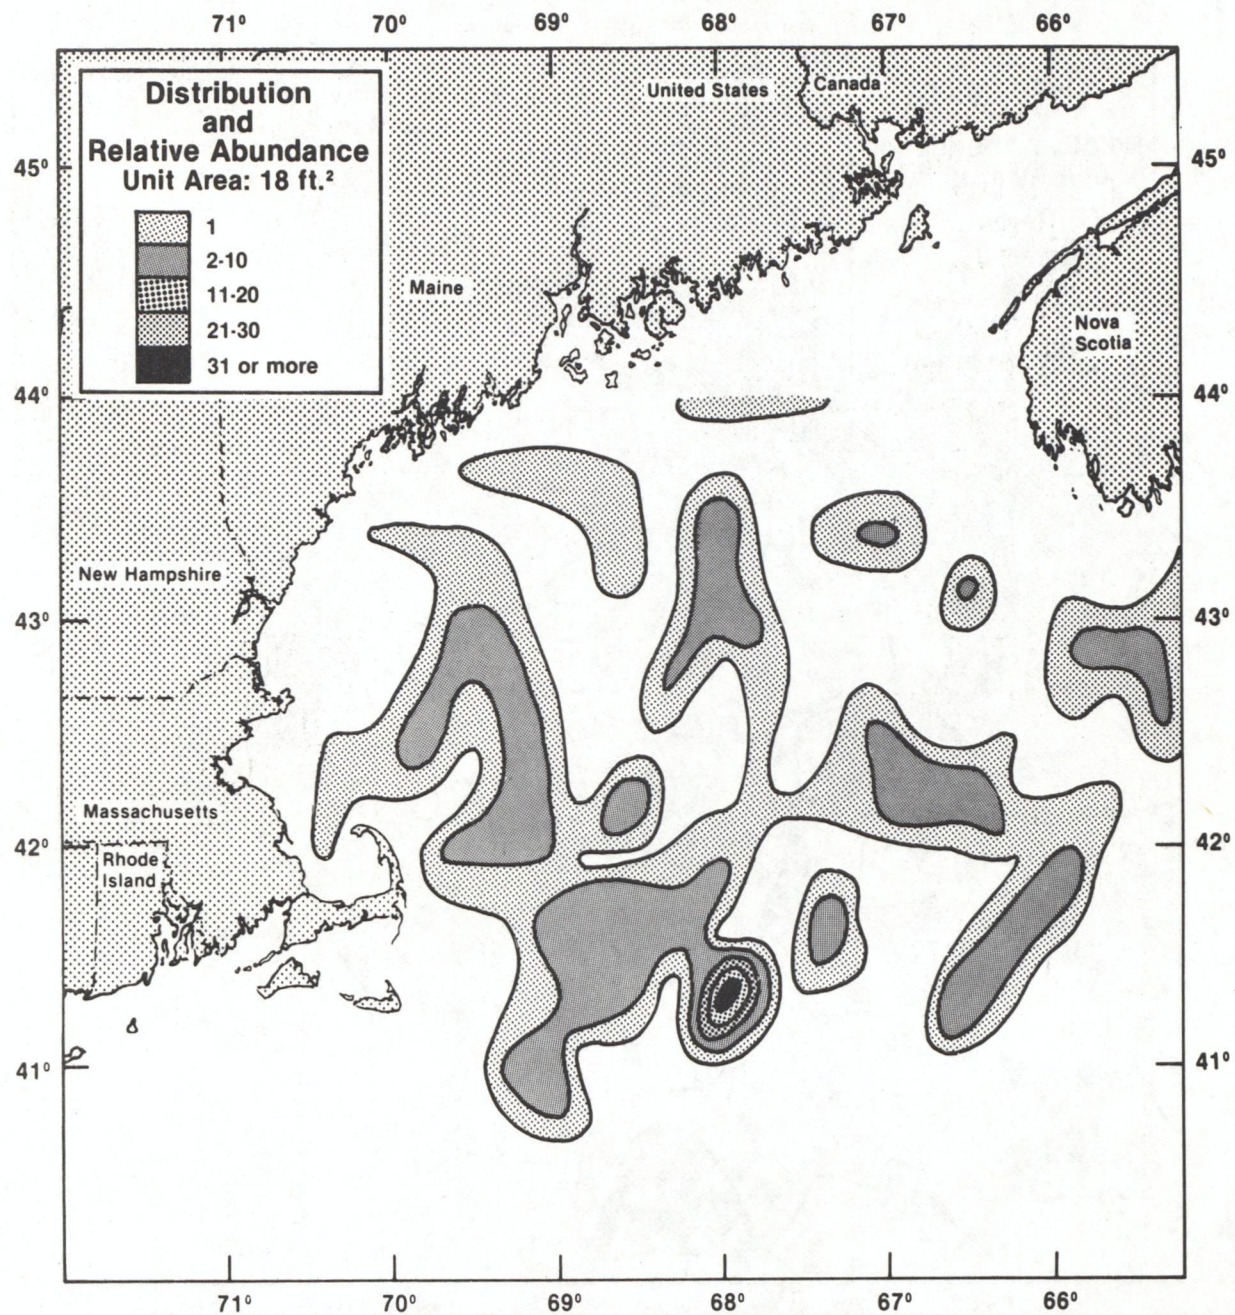 71° 70° 69° 68° 67° 66°
Distribution
and
Relative Abundance
Unit Area: 18 ft.²
1
2-10
11-20
21-30
31 or more
United States
Canada
45°
45°
Maine
Nova
Scotia
44°
44°
New Hampshire
43°
43°
Massachusetts
42°
42°
Rhode
Island
41°
41°
71° 70° 69° 68° 67° 66°